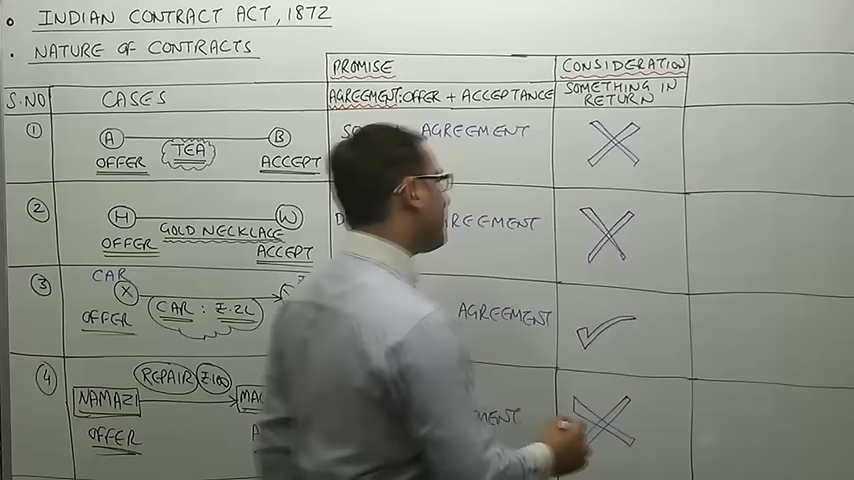 • INDIAN CONTRACT ACT, 1872
• NATURE OF CONTRACTS
PROMISE
CONSIDERATION
S.NO
CASES
AGREEMENT: OFFER + ACCEPTANCE
SOMETHING IN
RETURN
1
A
B
AGREEMENT
TEA
OFFER
ACCEPT
2
H
W
GOLD NECKLACE
OFFER
ACCEPT
3
CAR
X
CAR : ₹.2L
AGREEMENT
OFFER
4
REPAIR
₹100
NAMAZI
OFFER